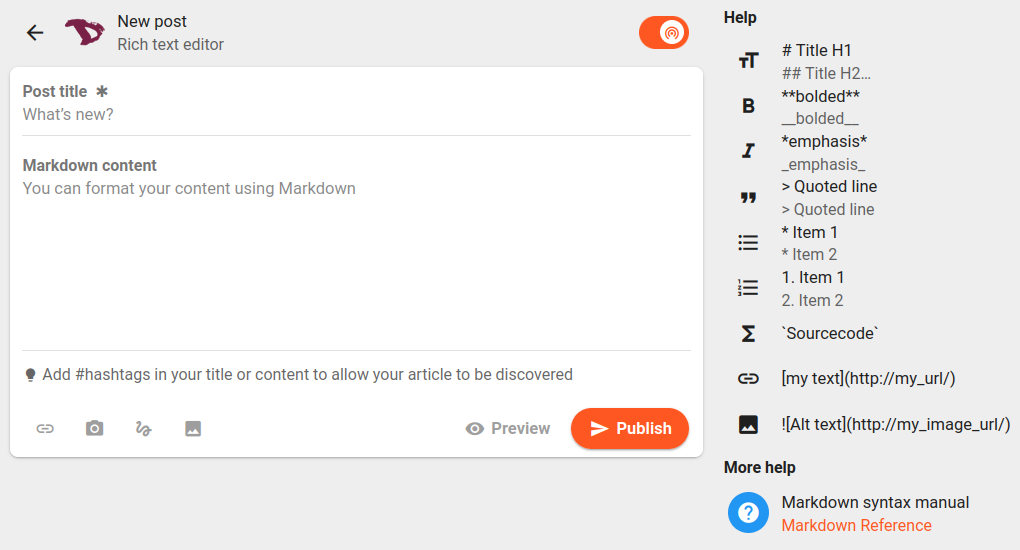 New post
Rich text editor
Post title ✱
What's new?
Markdown content
You can format your content using Markdown
Add #hashtags in your title or content to allow your article to be discovered
Preview
Publish
Help
# Title H1
## Title H2...
**bolded**
__bolded__
*emphasis*
_emphasis_
> Quoted line
> Quoted line
* Item 1
* Item 2
1. Item 1
2. Item 2
`Sourcecode`
[my text](http://my_url/)
![Alt text](http://my_image_url/)
More help
Markdown syntax manual
Markdown Reference